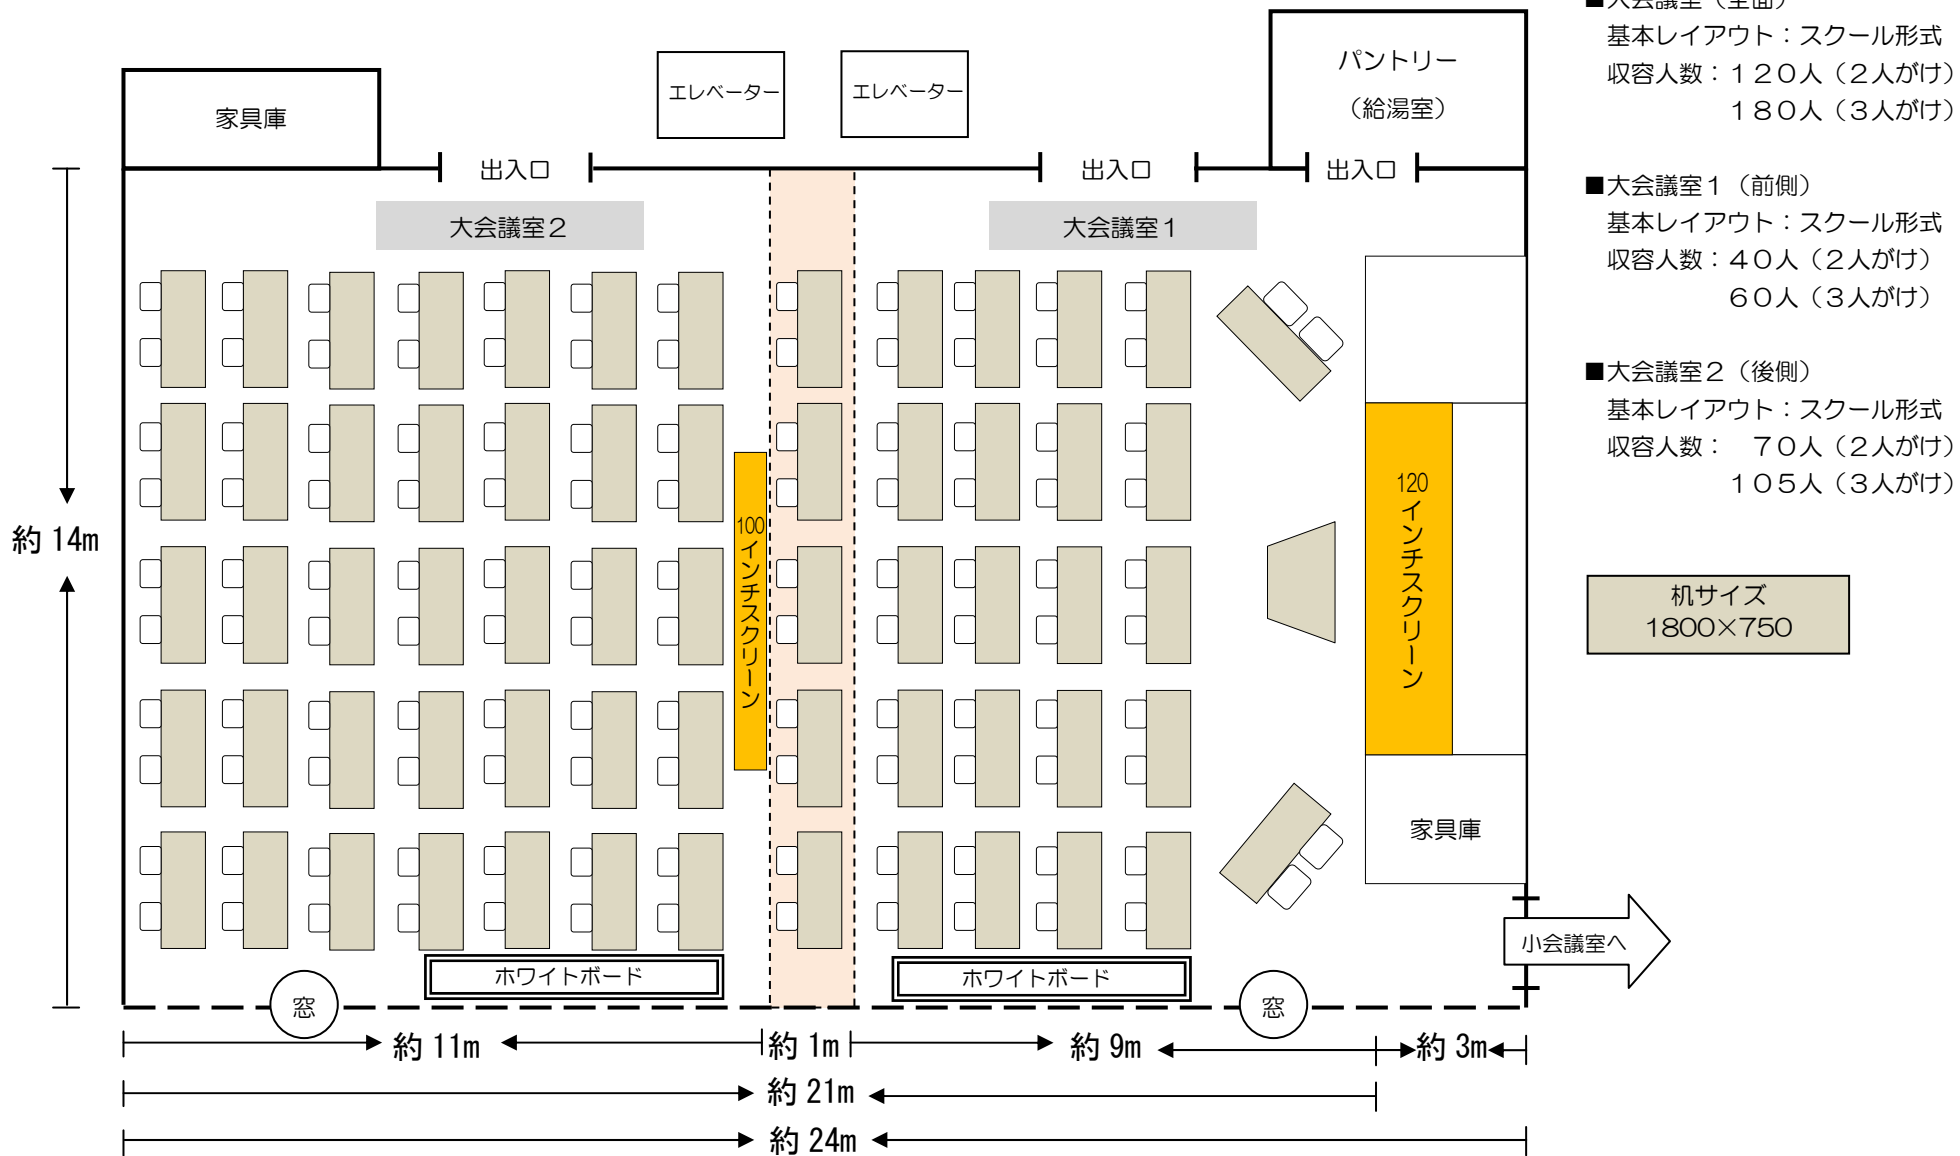 ■大会議室（全面）
基本レイアウト：スクール形式
収容人数：１２０人（２人がけ）
１８０人（３人がけ）
■大会議室１（前側）
基本レイアウト：スクール形式
収容人数：４０人（２人がけ）
６０人（３人がけ）
■大会議室２（後側）
基本レイアウト：スクール形式
収容人数：　７０人（２人がけ）
１０５人（３人がけ）
机サイズ
1800×750
家具庫
エレベーター
エレベーター
パントリー
（給湯室）
出入口
出入口
出入口
大会議室２
大会議室１
約 14m
100インチスクリーン
120インチスクリーン
家具庫
小会議室へ
ホワイトボード
ホワイトボード
窓
窓
約 11m
約 1m
約 9m
約 3m
約 21m
約 24m